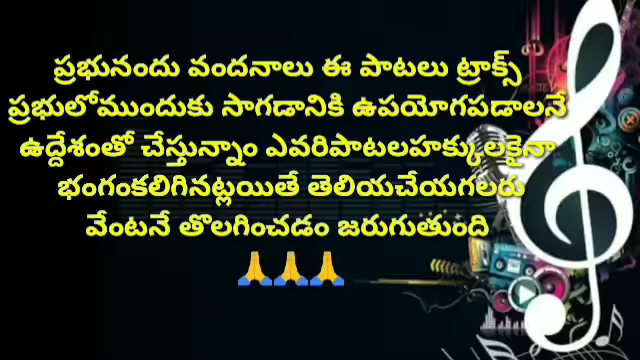 ప్రభునందు వందనాలు ఈ పాటలు ట్రాక్స్
ప్రభులోముందుకు సాగడానికి ఉపయోగపడాలనే
ఉద్దేశంతో చేస్తున్నాం ఎవరిపాటలహక్కులకైనా
భంగంకలిగినట్లయితే తెలియచేయగలరు
వేంటనే తొలగించడం జరుగుతుంది
🙏🙏🙏